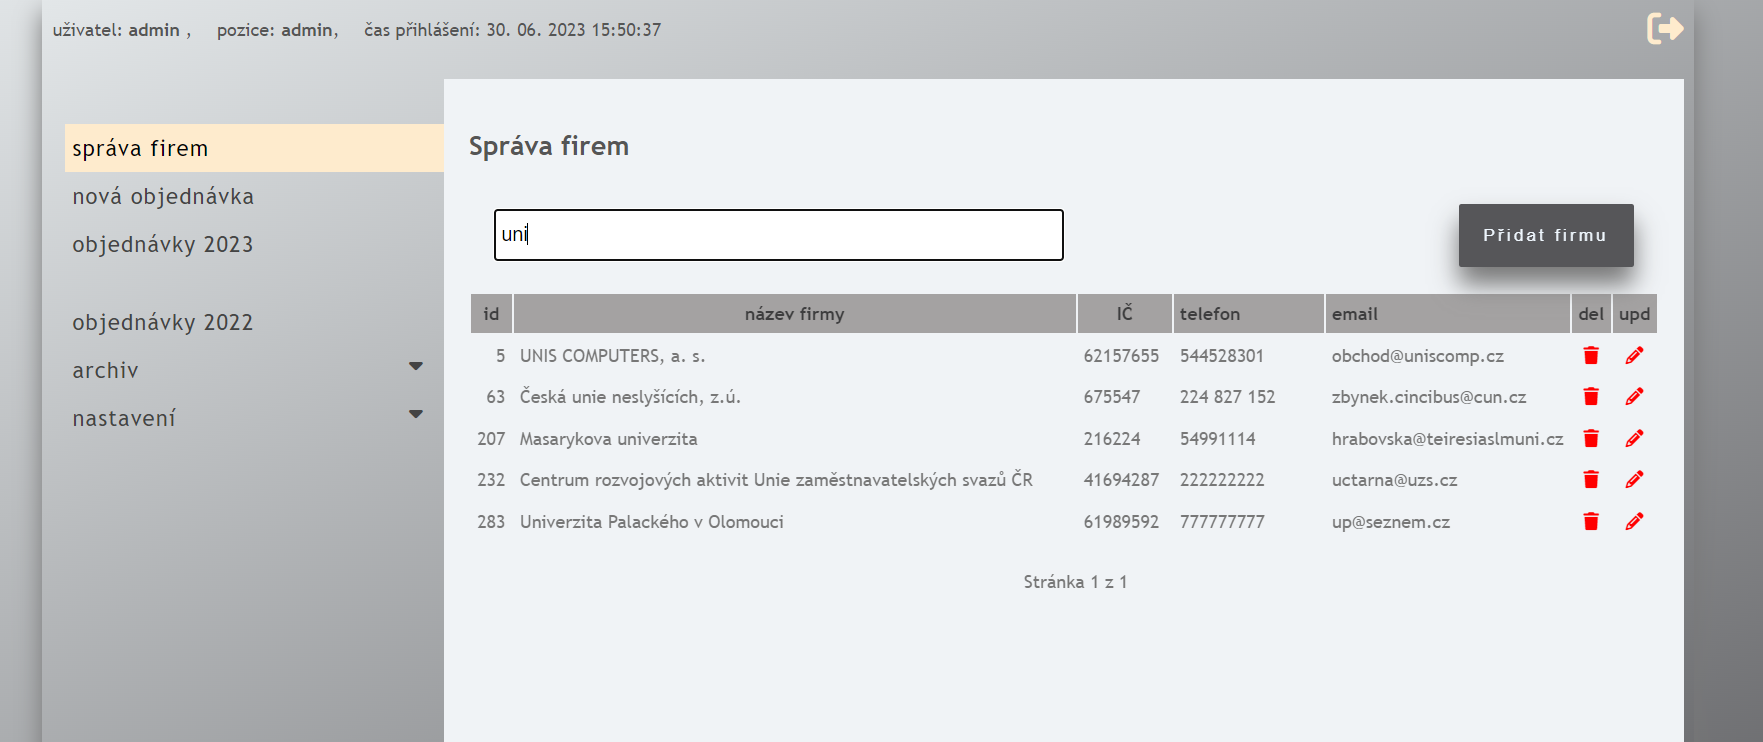 uživatel: admin , pozice: admin, čas přihlášení: 30. 06. 2023 15:50:37
správa firem
nová objednávka
objednávky 2023
objednávky 2022
archiv
nastavení
Správa firem
uni
Přidat firmu
id název firmy IČ telefon email del upd
5 UNIS COMPUTERS, a. s. 62157655 544528301 obchod@uniscomp.cz
63 Česká unie neslyšících, z.ú. 675547 224 827 152 zbynek.cincibus@cun.cz
207 Masarykova univerzita 216224 54991114 hrabovska@teiresiaslmuni.cz
232 Centrum rozvojových aktivit Unie zaměstnavatelských svazů ČR 41694287 222222222 uctarna@uzs.cz
283 Univerzita Palackého v Olomouci 61989592 777777777 up@seznem.cz
Stránka 1 z 1